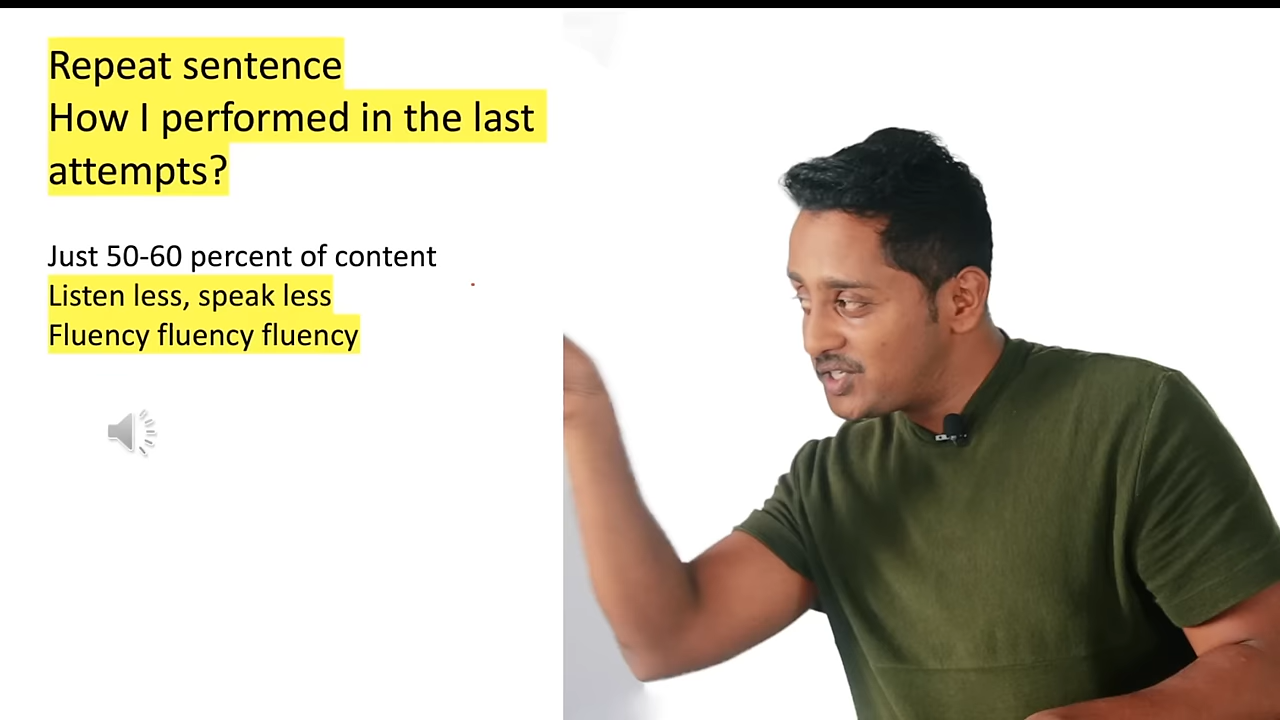 Repeat sentence
How I performed in the last
attempts?
Just 50-60 percent of content
Listen less, speak less
Fluency fluency fluency